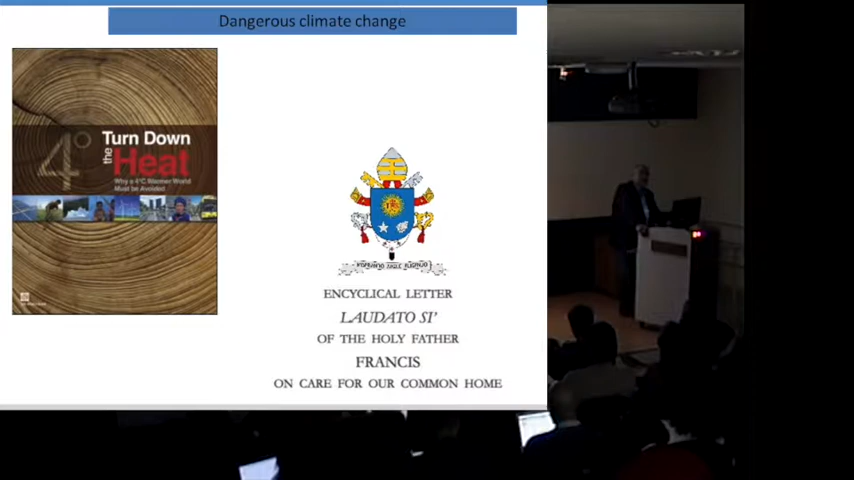 Dangerous climate change
4°
Turn Down
the
Heat
Why a 4°C Warmer World
Must be Avoided
ENCYCLICAL LETTER
LAUDATO SI’
OF THE HOLY FATHER
FRANCIS
ON CARE FOR OUR COMMON HOME